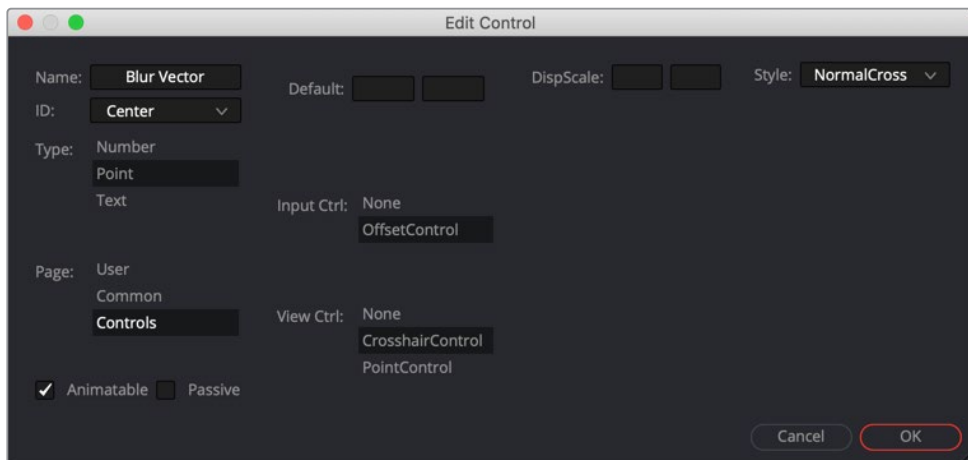 Edit Control
Name: Blur Vector
Default:
DispScale:
Style: NormalCross
ID: Center
Type: Number
Point
Text
Input Ctrl: None
OffsetControl
Page: User
Common
Controls
View Ctrl: None
CrosshairControl
PointControl
Animatable Passive
Cancel OK